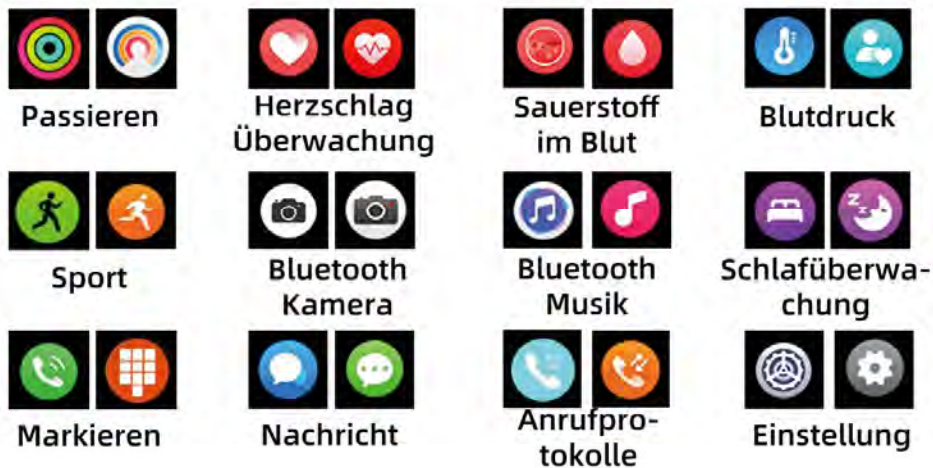 Passieren
Herzschlag
Überwachung
Sauerstoff
im Blut
Blutdruck
Sport
Bluetooth
Kamera
Bluetooth
Musik
Schlafüberwa-
chung
Markieren
Nachricht
Anrufpro-
tokolle
Einstellung